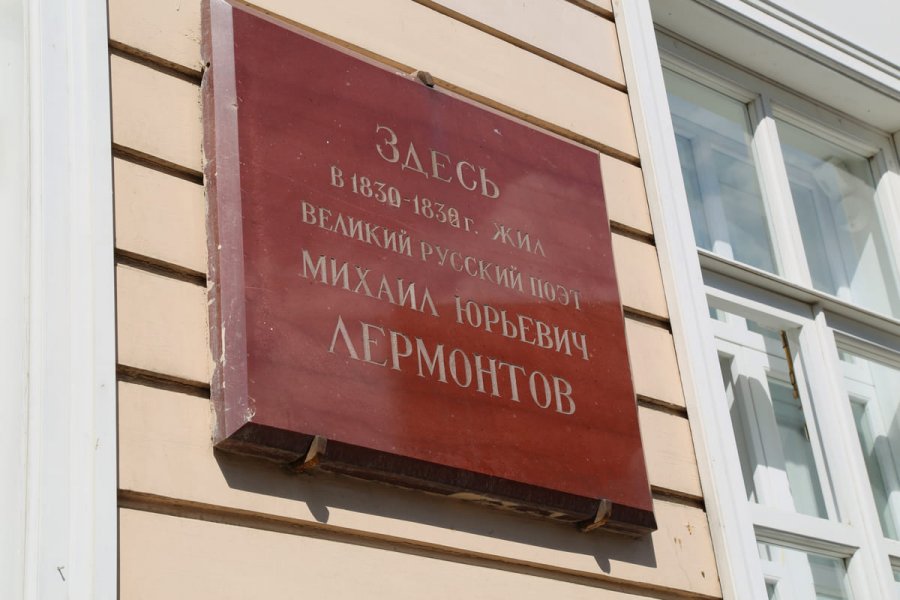 ЗДЕСЬ
В 1830-1832 г. ЖИЛ
ВЕЛИКИЙ РУССКИЙ ПОЭТ
МИХАИЛ ЮРЬЕВИЧ
ЛЕРМОНТОВ